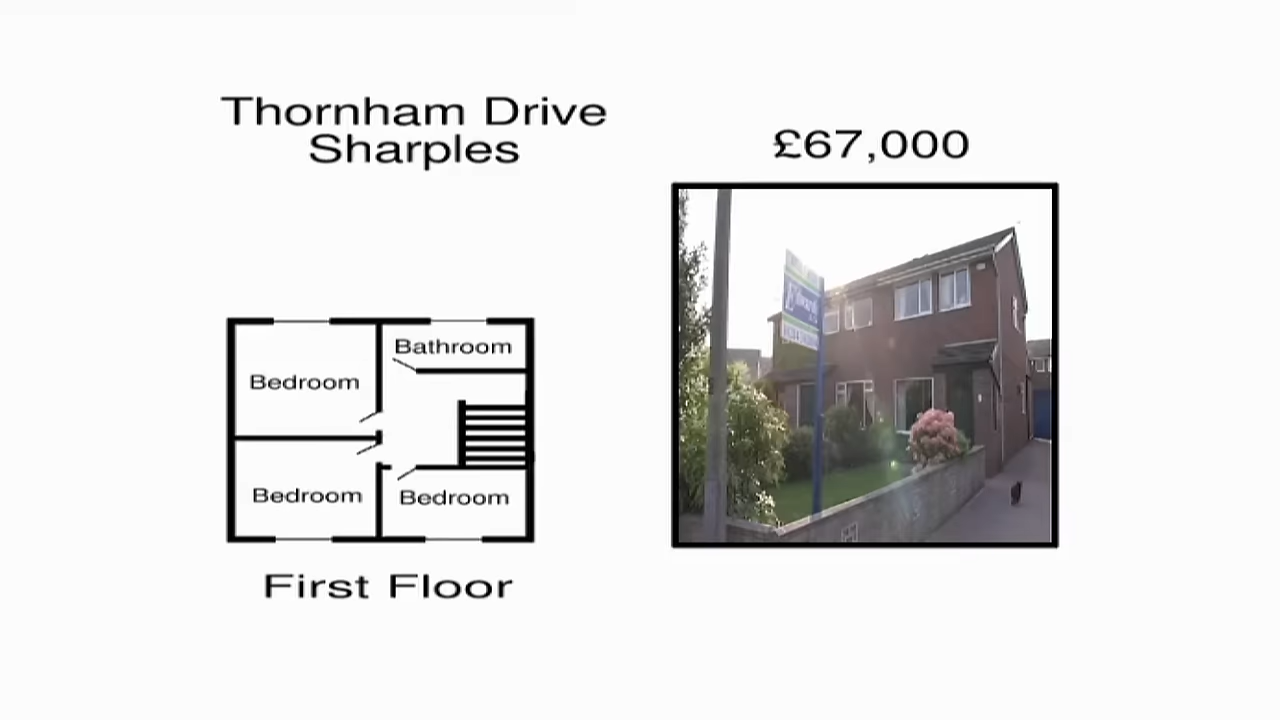 Thornham Drive
Sharples
£67,000
Bathroom
Bedroom
Bedroom
Bedroom
First Floor